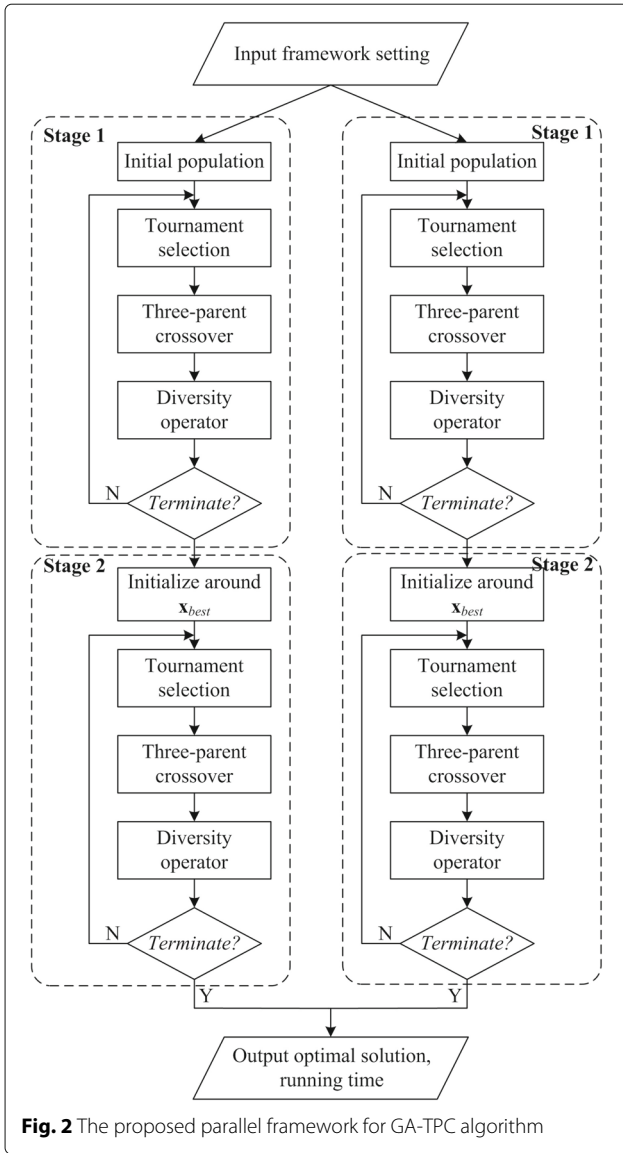 Input framework setting
Stage 1
Initial population
Tournament
selection
Three-parent
crossover
Diversity
operator
N
Terminate?
Stage 2
Initialize around
x_best
Tournament
selection
Three-parent
crossover
Diversity
operator
N
Terminate?
Y
Stage 1
Initial population
Tournament
selection
Three-parent
crossover
Diversity
operator
N
Terminate?
Stage 2
Initialize around
x_best
Tournament
selection
Three-parent
crossover
Diversity
operator
N
Terminate?
Y
Output optimal solution,
running time
Fig. 2 The proposed parallel framework for GA-TPC algorithm